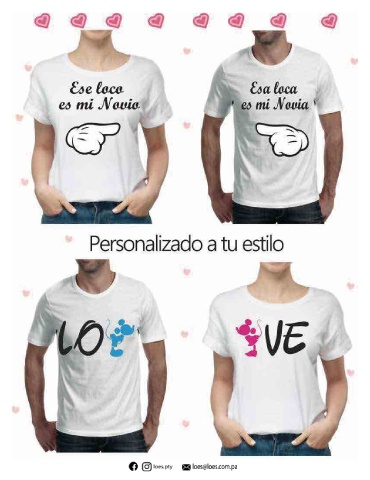 Ese loco
es mi Novio
Esa loca
es mi Novia
Personalizado a tu estilo
LO
VE
loes.pty
loes@loes.com.pa